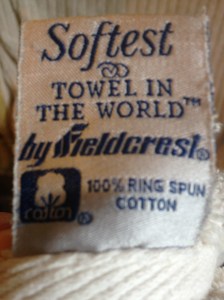 Softest
TOWEL IN
THE WORLD™
by Fieldcrest®
100% RING SPUN
COTTON
cotton®